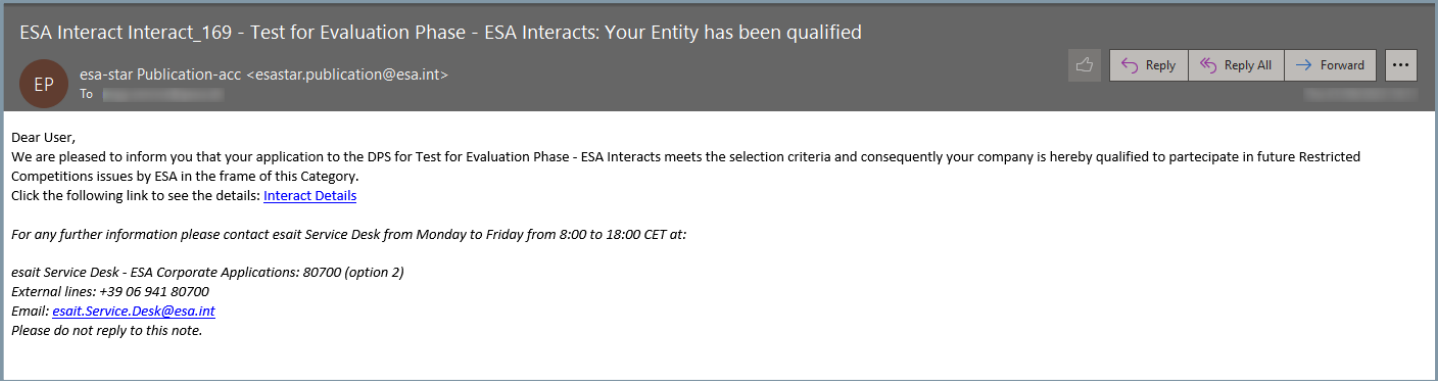 ESA Interact Interact_169 - Test for Evaluation Phase - ESA Interacts: Your Entity has been qualified
EP
esa-star Publication-acc <esastar.publication@esa.int>
To
Reply
Reply All
Forward
Dear User,
We are pleased to inform you that your application to the DPS for Test for Evaluation Phase - ESA Interacts meets the selection criteria and consequently your company is hereby qualified to partecipate in future Restricted
Competitions issues by ESA in the frame of this Category.
Click the following link to see the details: Interact Details
For any further information please contact esait Service Desk from Monday to Friday from 8:00 to 18:00 CET at:
esait Service Desk - ESA Corporate Applications: 80700 (option 2)
External lines: +39 06 941 80700
Email: esait.Service.Desk@esa.int
Please do not reply to this note.